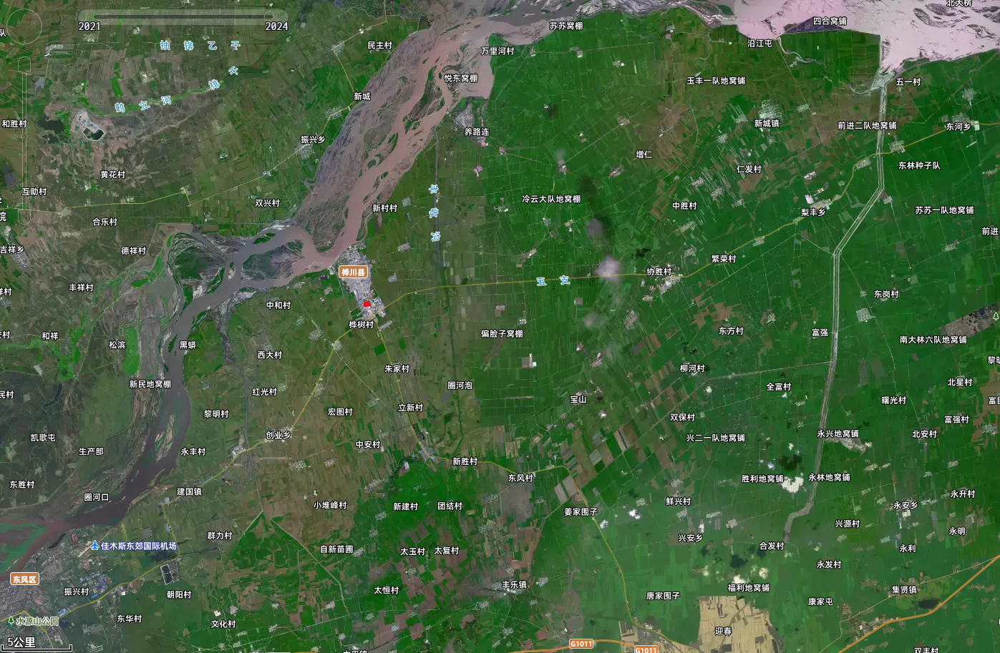 北大楞
四合窝铺
2021
2024
苏苏窝棚
队
抽排乙干
民主村
沿江屯
万里河村
排干
悦东窝棚
玉丰一队地窝铺
五一村
新城
鹤立河
和胜村
新城镇
前进二队地窝铺
东河乡
养路连
振兴乡
增仁
东林种子队
仁发村
黄花村
互助村
冷云大队地窝棚
双兴村
中胜村
新村村
苏苏一队地窝铺
梨丰乡
院
合乐村
前进
吉祥乡
德祥村
繁荣村
桦川县
协胜村
五支
丰祥村
祥村
东岗村
中和村
桦树村
东方村
富强
偏脸子窝棚
和祥
南大林六队地窝铺
松滨
黑蟒
西大村
朱家村
柳河村
新民地窝棚
北星村
圈河泡
全富村
红光村
民村
宝山
曙光村
立新村
宏图村
黎明村
双保村
富强村
创业乡
永兴地窝铺
北安村
凯歌屯
兴二一队地窝铺
中安村
生产部
永丰村
新胜村
东风村
胜利地窝铺
永林地窝铺
东胜村
建国镇
永升村
圈河口
鲜兴村
小堆峰村
新建村
团结村
永安乡
姜家围子
兴源村
永明
群力村
兴安乡
佳木斯东郊国际机场
合发村
永利
自新苗圃
太玉村
太复村
永发村
东风区
丰乐镇
福利地窝铺
集贤镇
振兴村
太恒村
朝阳村
唐家围子
康家屯
东华村
水源山公园
文化村
迎春
5公里
G1011
G1011
双丰村